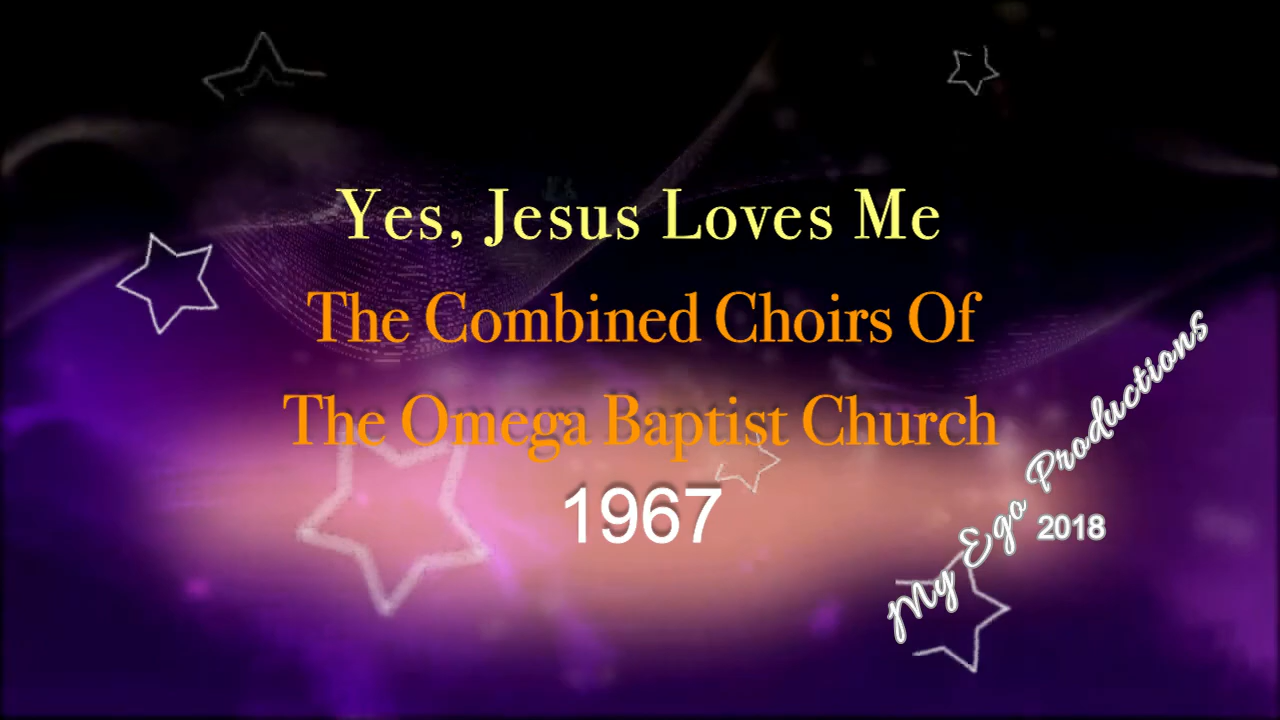 Yes, Jesus Loves Me
The Combined Choirs Of
The Omega Baptist Church
1967
My Ego Productions
2018